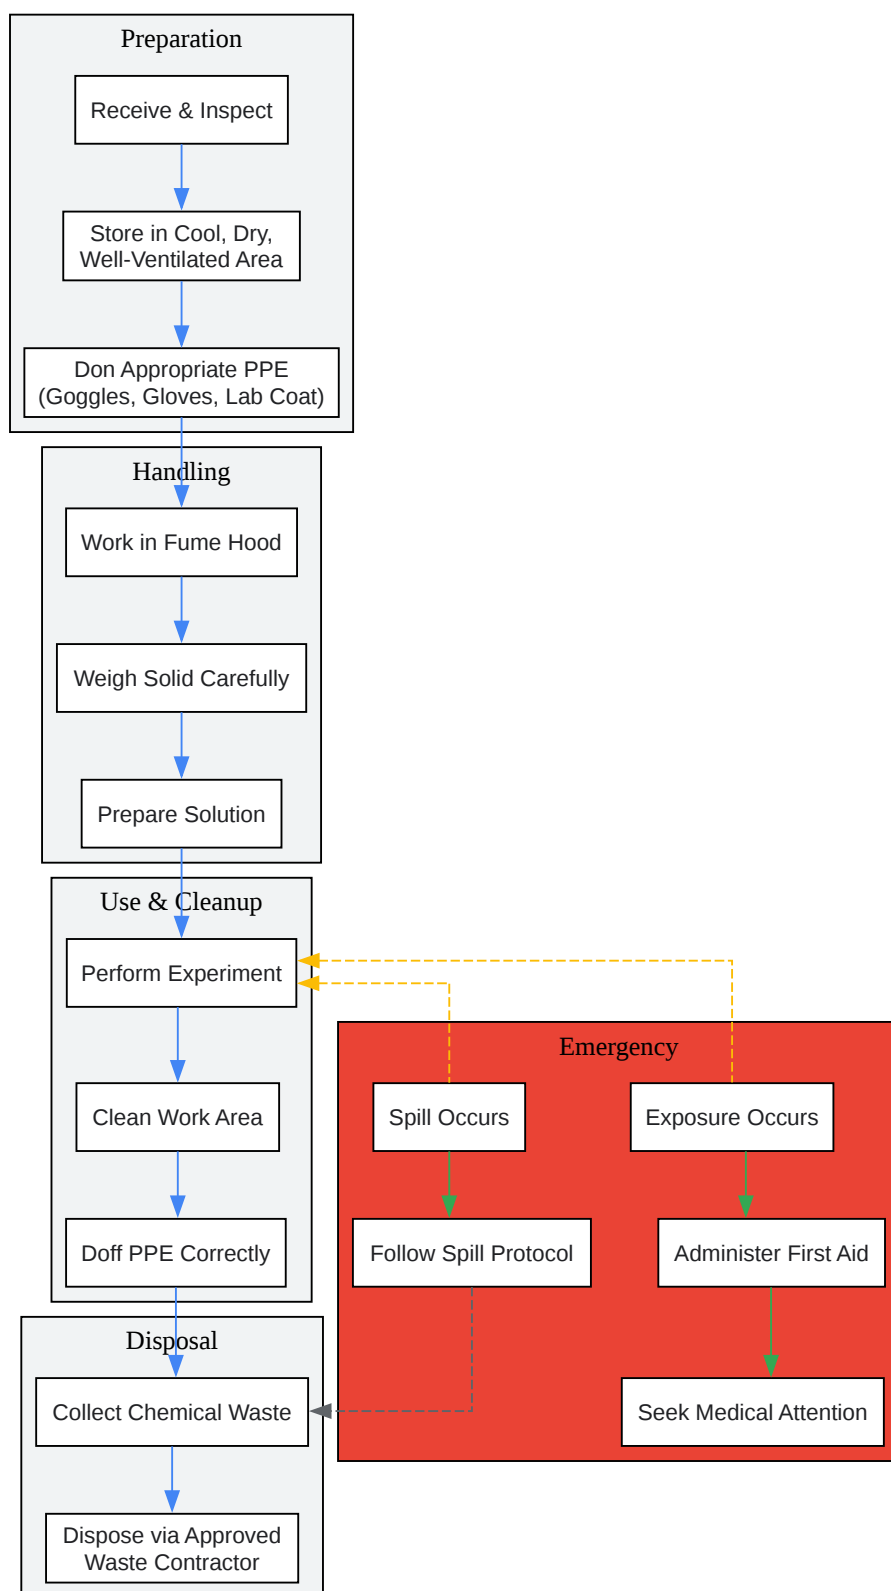 Preparation
Receive & Inspect
Store in Cool, Dry,
Well-Ventilated Area
Don Appropriate PPE
(Goggles, Gloves, Lab Coat)
Handling
Work in Fume Hood
Weigh Solid Carefully
Prepare Solution
Use & Cleanup
Perform Experiment
Clean Work Area
Doff PPE Correctly
Emergency
Spill Occurs
Exposure Occurs
Follow Spill Protocol
Administer First Aid
Seek Medical Attention
Disposal
Collect Chemical Waste
Dispose via Approved
Waste Contractor